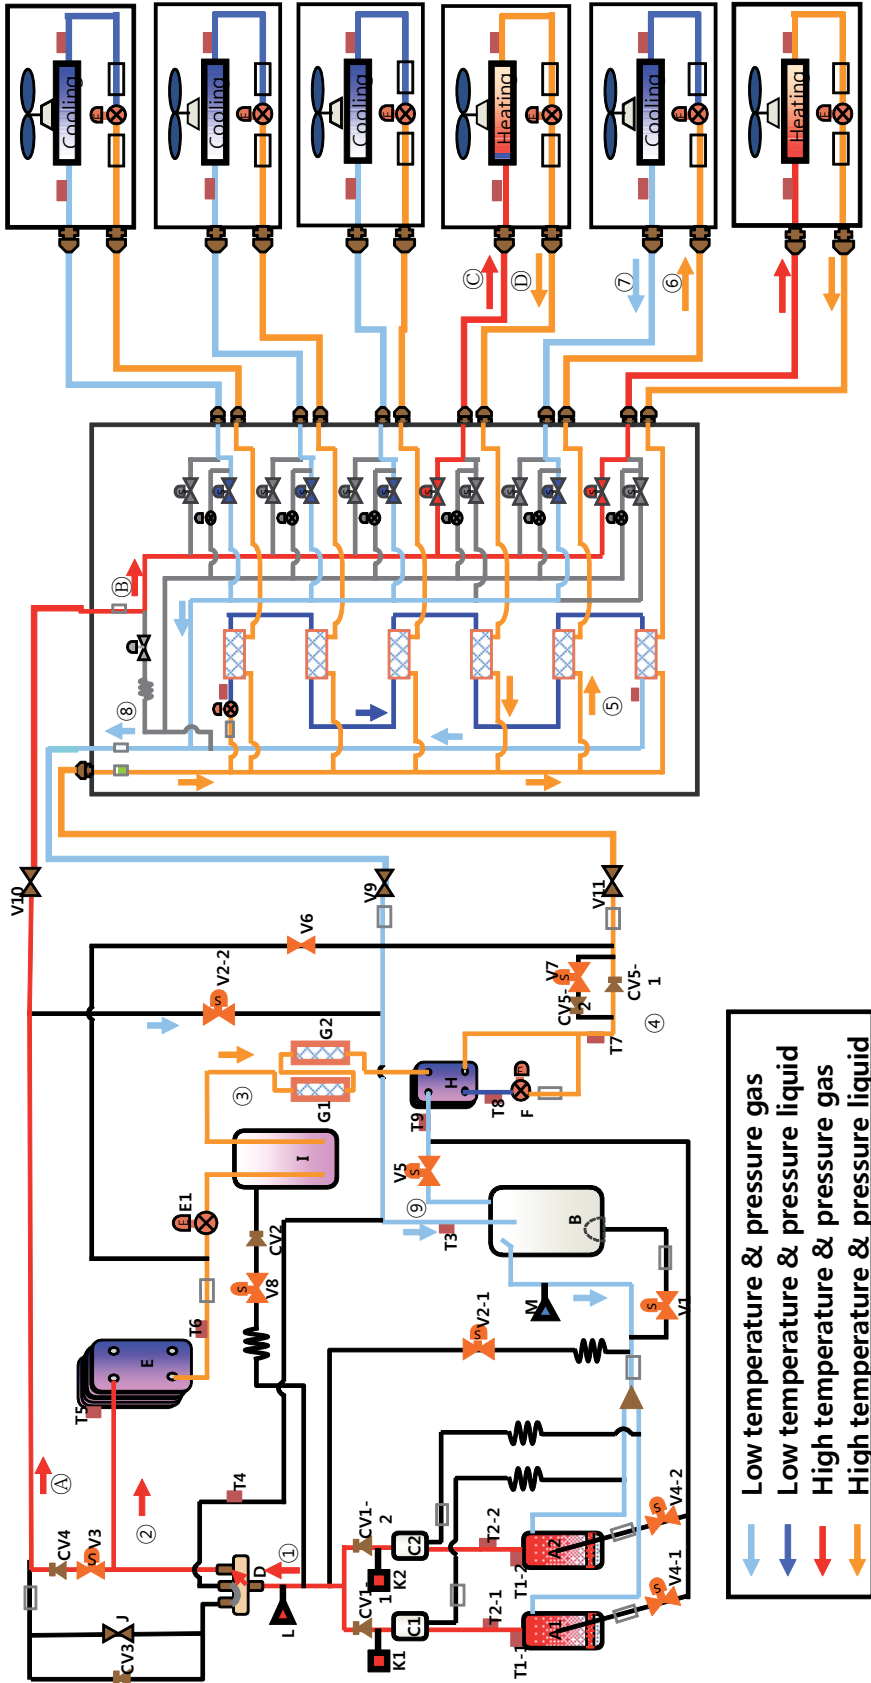 Cooling
Cooling
Cooling
Heating
Cooling
Heating
E
E
E
E
E
E
Ⓒ
Ⓓ
⑦
⑥
S
S
S
S
S
S
S
S
S
S
S
S
Ⓑ
⑧
⑤
V10
V9
V11
V6
V2-2
S
V7
S
CV5-2
CV5-1
④
T7
G2
G1
③
H
T9
T8
F
E
I
E1
E
CV2
V8
S
V5
S
⑨
T3
B
M
V2-1
S
V1
S
E
T5
T6
T4
Ⓐ
②
CV4
V3
S
D
①
J
CV3
L
CV1-2
CV1-1
K2
K1
C2
C1
T2-2
T2-1
T1-2
T1-1
A2
A1
V4-2
S
V4-1
S
Low temperature & pressure gas
Low temperature & pressure liquid
High temperature & pressure gas
High temperature & pressure liquid